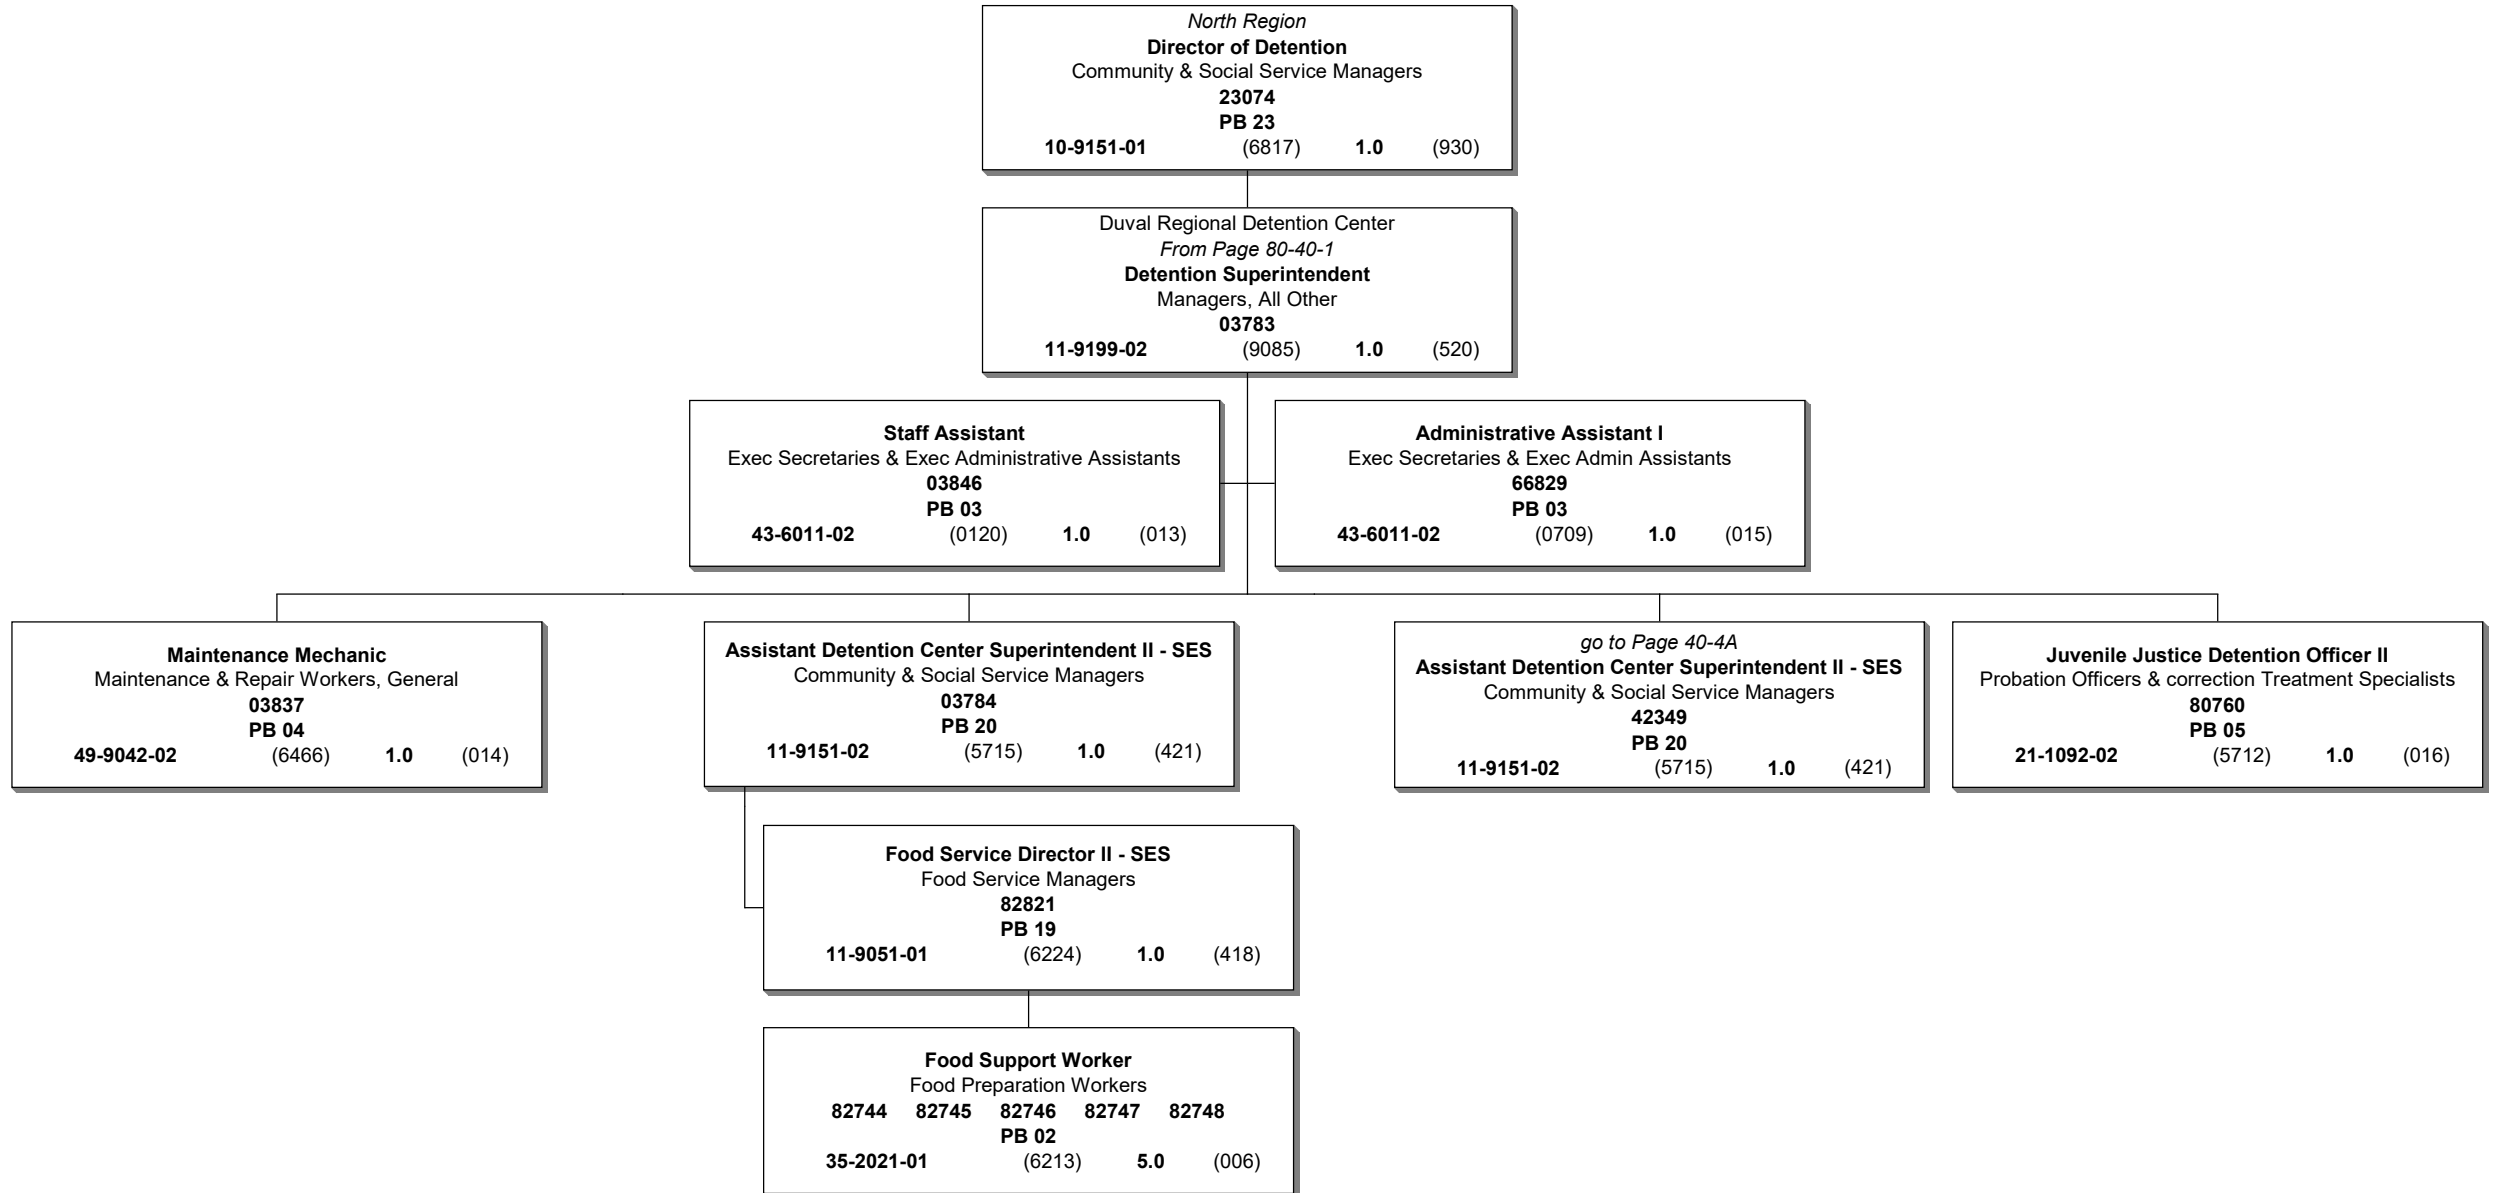 North Region
Director of Detention
Community & Social Service Managers
23074
PB 23
10-9151-01 (6817) 1.0 (930)
Duval Regional Detention Center
From Page 80-40-1
Detention Superintendent
Managers, All Other
03783
11-9199-02 (9085) 1.0 (520)
Staff Assistant
Exec Secretaries & Exec Administrative Assistants
03846
PB 03
43-6011-02 (0120) 1.0 (013)
Administrative Assistant I
Exec Secretaries & Exec Admin Assistants
66829
PB 03
43-6011-02 (0709) 1.0 (015)
Maintenance Mechanic
Maintenance & Repair Workers, General
03837
PB 04
49-9042-02 (6466) 1.0 (014)
Assistant Detention Center Superintendent II - SES
Community & Social Service Managers
03784
PB 20
11-9151-02 (5715) 1.0 (421)
go to Page 40-4A
Assistant Detention Center Superintendent II - SES
Community & Social Service Managers
42349
PB 20
11-9151-02 (5715) 1.0 (421)
Juvenile Justice Detention Officer II
Probation Officers & correction Treatment Specialists
80760
PB 05
21-1092-02 (5712) 1.0 (016)
Food Service Director II - SES
Food Service Managers
82821
PB 19
11-9051-01 (6224) 1.0 (418)
Food Support Worker
Food Preparation Workers
82744 82745 82746 82747 82748
PB 02
35-2021-01 (6213) 5.0 (006)